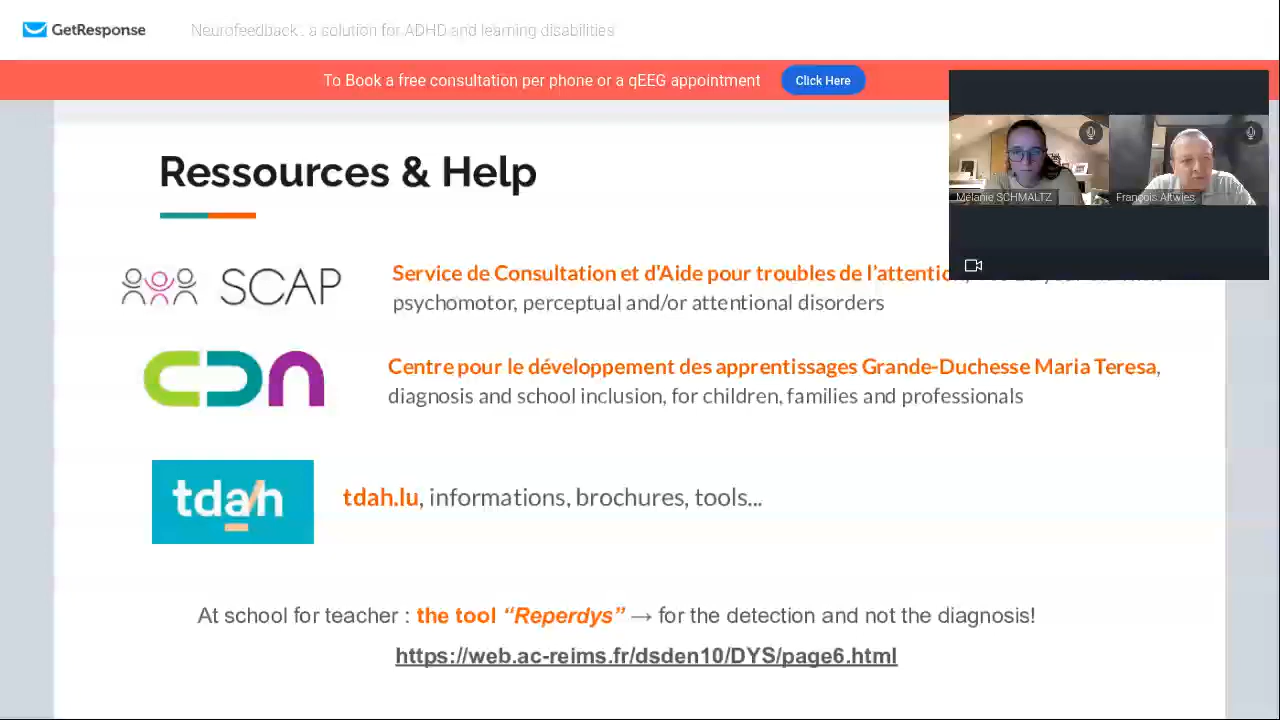 GetResponse
Neurofeedback : a solution for ADHD and learning disabilities
To Book a free consultation per phone or a qEEG appointment
Click Here
Mélanie SCHMALTZ
François Altwies
Ressources & Help
SCAP
Service de Consultation et d'Aide pour troubles de l'attentio
psychomotor, perceptual and/or attentional disorders
CDA
Centre pour le développement des apprentissages Grande-Duchesse Maria Teresa,
diagnosis and school inclusion, for children, families and professionals
tdah
tdah.lu, informations, brochures, tools...
At school for teacher : the tool “Reperdys” → for the detection and not the diagnosis!
https://web.ac-reims.fr/dsden10/DYS/page6.html